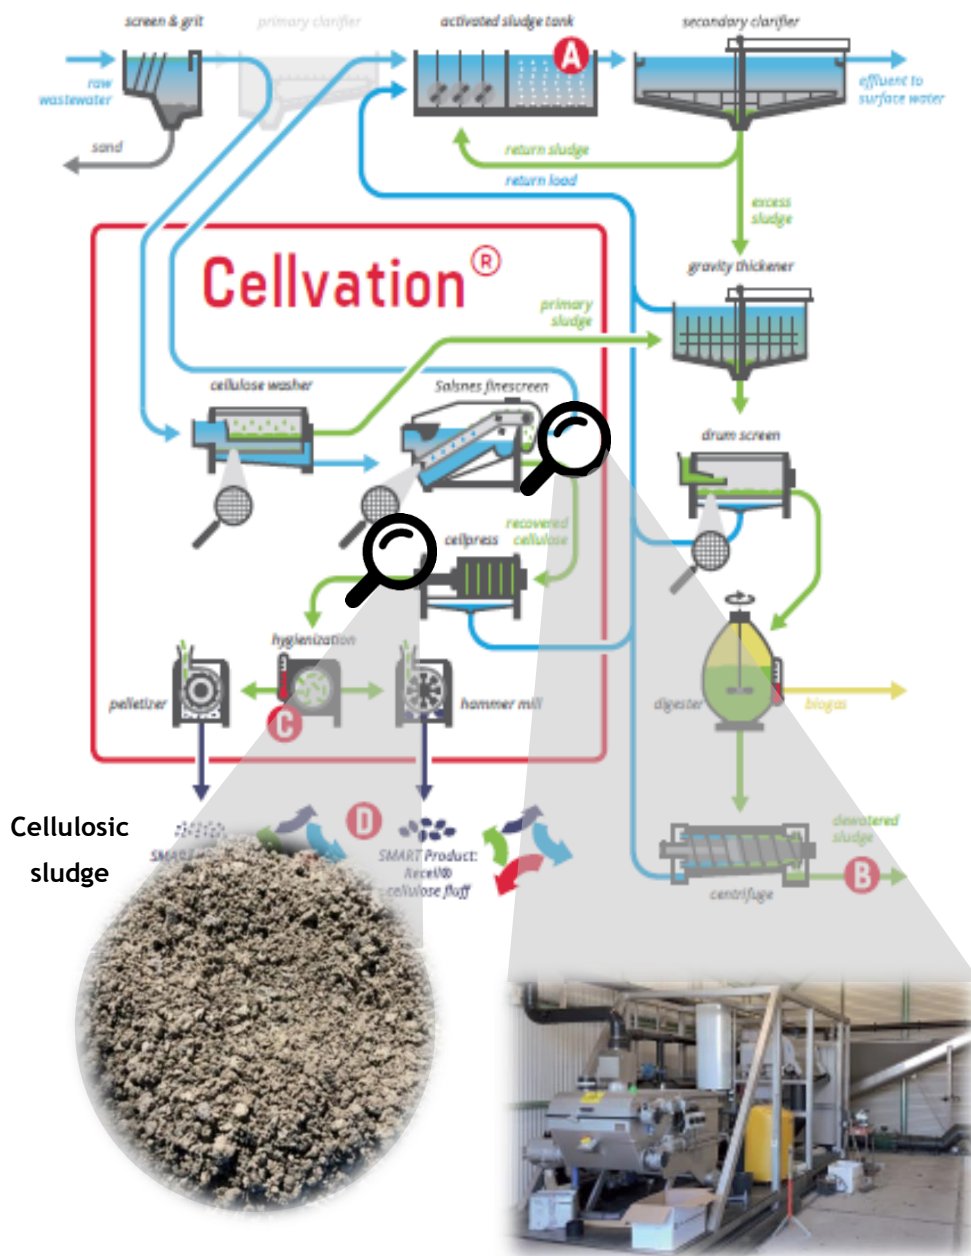 screen & grit
primary clarifier
activated sludge tank
secondary clarifier
A
raw
wastewater
effluent to
surface water
sand
return sludge
return load
excess
sludge
gravity thickener
Cellvation®
primary
sludge
cellulose washer
Salsnes finescreen
drum screen
recovered
cellulose
cellpress
hygienization
pelletizer
hammer mill
C
digester
biogas
Cellulosic
sludge
D
SMART Product:
Recell®
cellulose fluff
dewatered
sludge
B
centrifuge